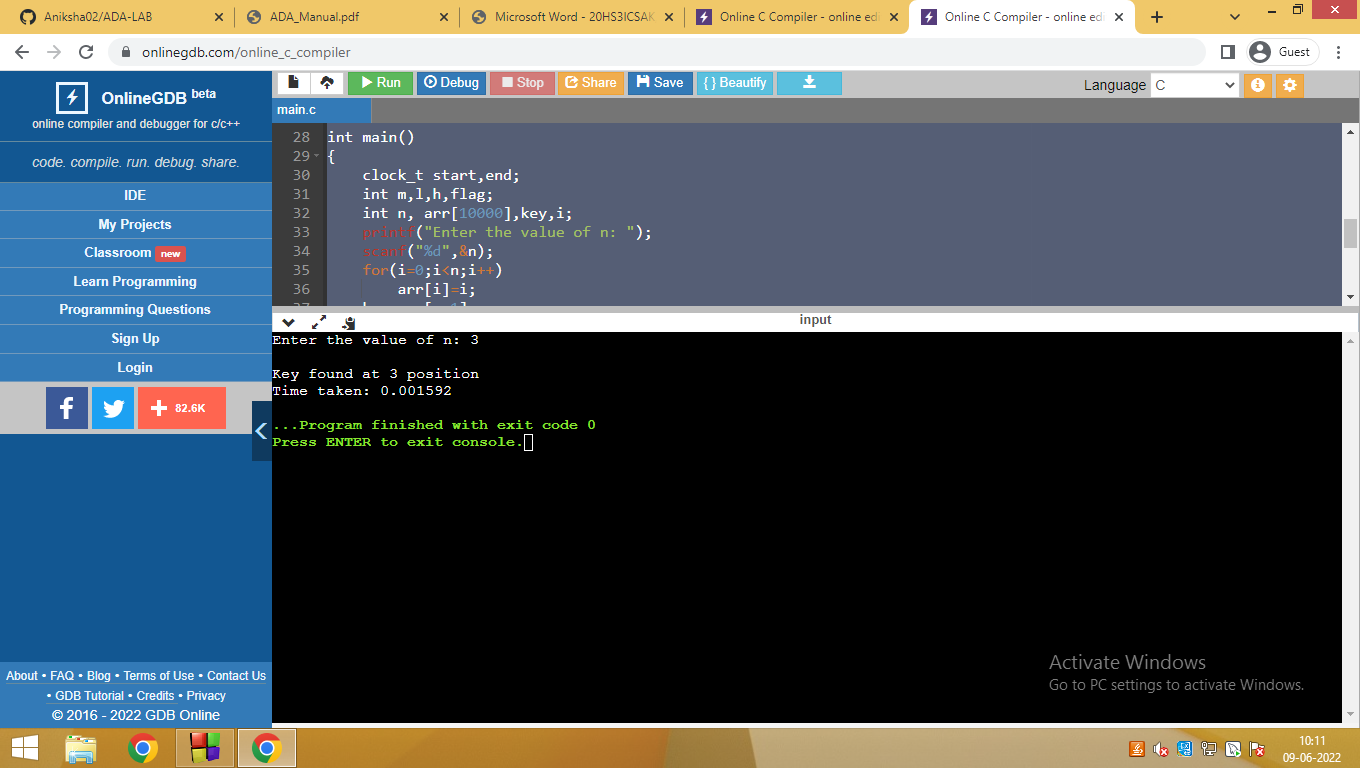 Aniksha02/ADA-LAB
ADA_Manual.pdf
Microsoft Word - 20HS3ICSAK
Online C Compiler - online edi
Online C Compiler - online edi
onlinegdb.com/online_c_compiler
Guest
OnlineGDB beta
online compiler and debugger for c/c++
code. compile. run. debug. share.
IDE
My Projects
Classroom new
Learn Programming
Programming Questions
Sign Up
Login
82.6K
About • FAQ • Blog • Terms of Use • Contact Us
• GDB Tutorial • Credits • Privacy
© 2016 - 2022 GDB Online
Run Debug Stop Share Save { } Beautify
Language C
main.c
28 int main()
29 {
30 clock_t start,end;
31 int m,l,h,flag;
32 int n, arr[10000],key,i;
33 printf("Enter the value of n: ");
34 scanf("%d",&n);
35 for(i=0;i<n;i++)
36 arr[i]=i;
input
Enter the value of n: 3
Key found at 3 position
Time taken: 0.001592
...Program finished with exit code 0
Press ENTER to exit console.
Activate Windows
Go to PC settings to activate Windows.
10:11
09-06-2022